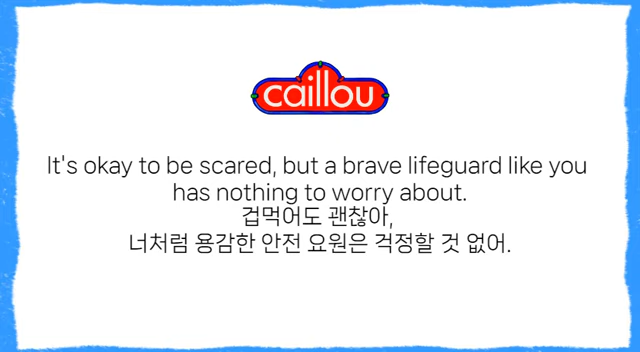 caillou
It's okay to be scared, but a brave lifeguard like you
has nothing to worry about.
겁먹어도 괜찮아,
너처럼 용감한 안전 요원은 걱정할 것 없어.